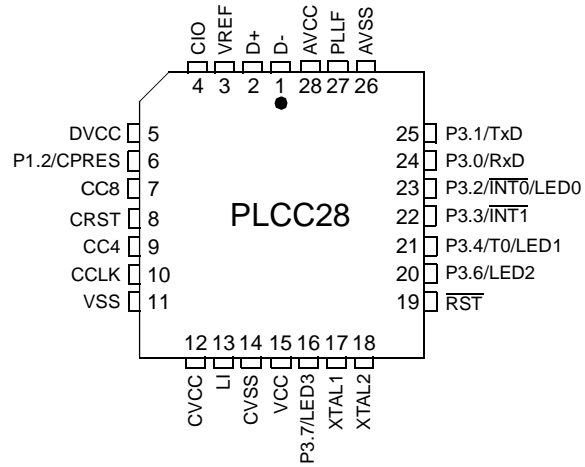 CIO
VREF
D+
D-
AVCC
PLLF
AVSS
4 3 2 1 28 27 26
DVCC 5
P1.2/CPRES 6
CC8 7
CRST 8
CC4 9
CCLK 10
VSS 11
PLCC28
25 P3.1/TxD
24 P3.0/RxD
23 P3.2/INT0/LED0
22 P3.3/INT1
21 P3.4/T0/LED1
20 P3.6/LED2
19 RST
12 13 14 15 16 17 18
CVCC
LI
CVSS
VCC
P3.7/LED3
XTAL1
XTAL2